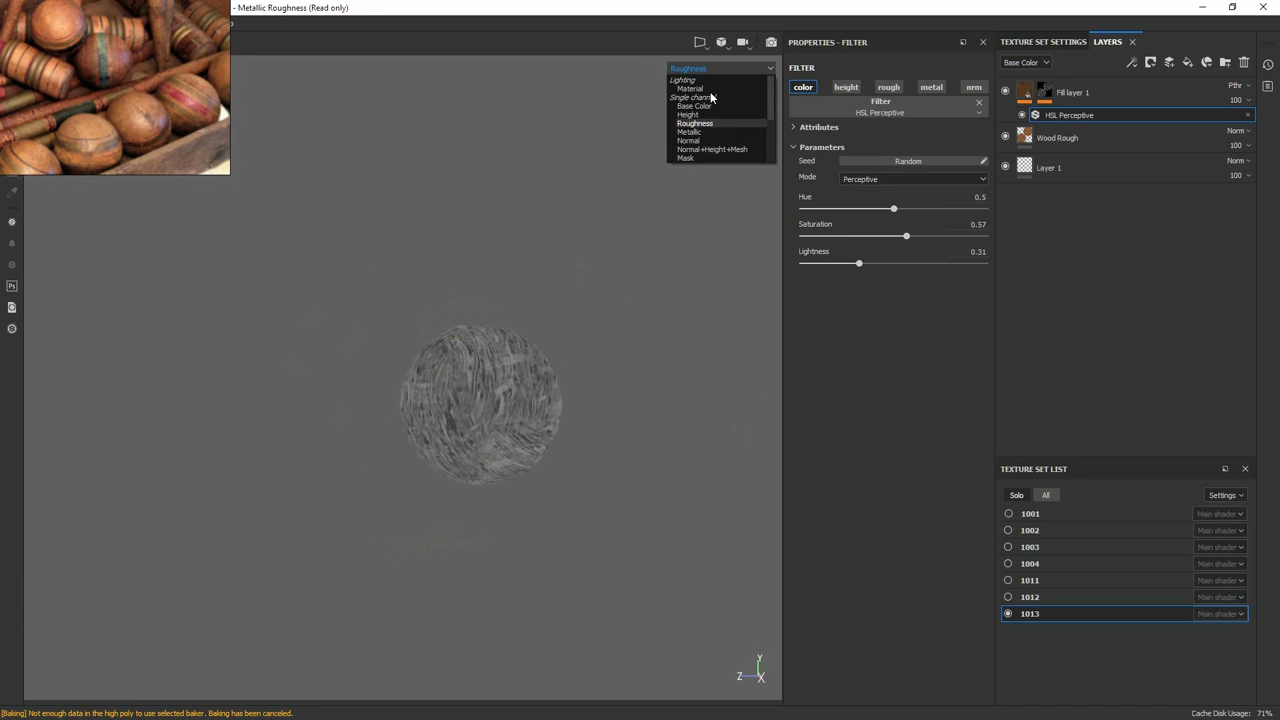 - Metallic Roughness (Read only)
Roughness
Lighting
Material
Single channel
Base Color
Height
Roughness
Metallic
Normal
Normal+Height+Mesh
Mask
PROPERTIES - FILTER
FILTER
color height rough metal nrm
Filter
HSL Perceptive
Attributes
Parameters
Seed Random
Mode Perceptive
Hue 0.5
Saturation 0.57
Lightness 0.31
TEXTURE SET SETTINGS LAYERS
Base Color
Fill layer 1 Pthr 100
HSL Perceptive
Wood Rough Norm 100
Layer 1 Norm 100
TEXTURE SET LIST
Solo All Settings
1001 Main shader
1002 Main shader
1003 Main shader
1004 Main shader
1011 Main shader
1012 Main shader
1013 Main shader
Ps
Y
Z X
[Baking] Not enough data in the high poly to use selected baker. Baking has been canceled.
Cache Disk Usage: 71%